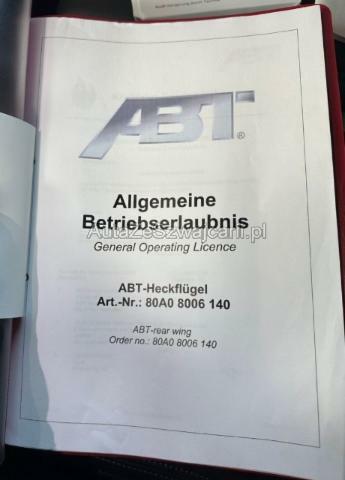 ABT®
Allgemeine
Betriebserlaubnis
AutaZeSzwajcarii.pl
General Operating Licence
ABT-Heckflügel
Art.-Nr.: 80A0 8006 140
ABT-rear wing
Order no.: 80A0 8006 140